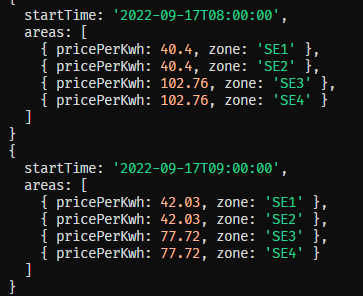 {
startTime: '2022-09-17T08:00:00',
areas: [
{ pricePerKwh: 40.4, zone: 'SE1' },
{ pricePerKwh: 40.4, zone: 'SE2' },
{ pricePerKwh: 102.76, zone: 'SE3' },
{ pricePerKwh: 102.76, zone: 'SE4' }
]
}
{
startTime: '2022-09-17T09:00:00',
areas: [
{ pricePerKwh: 42.03, zone: 'SE1' },
{ pricePerKwh: 42.03, zone: 'SE2' },
{ pricePerKwh: 77.72, zone: 'SE3' },
{ pricePerKwh: 77.72, zone: 'SE4' }
]
}